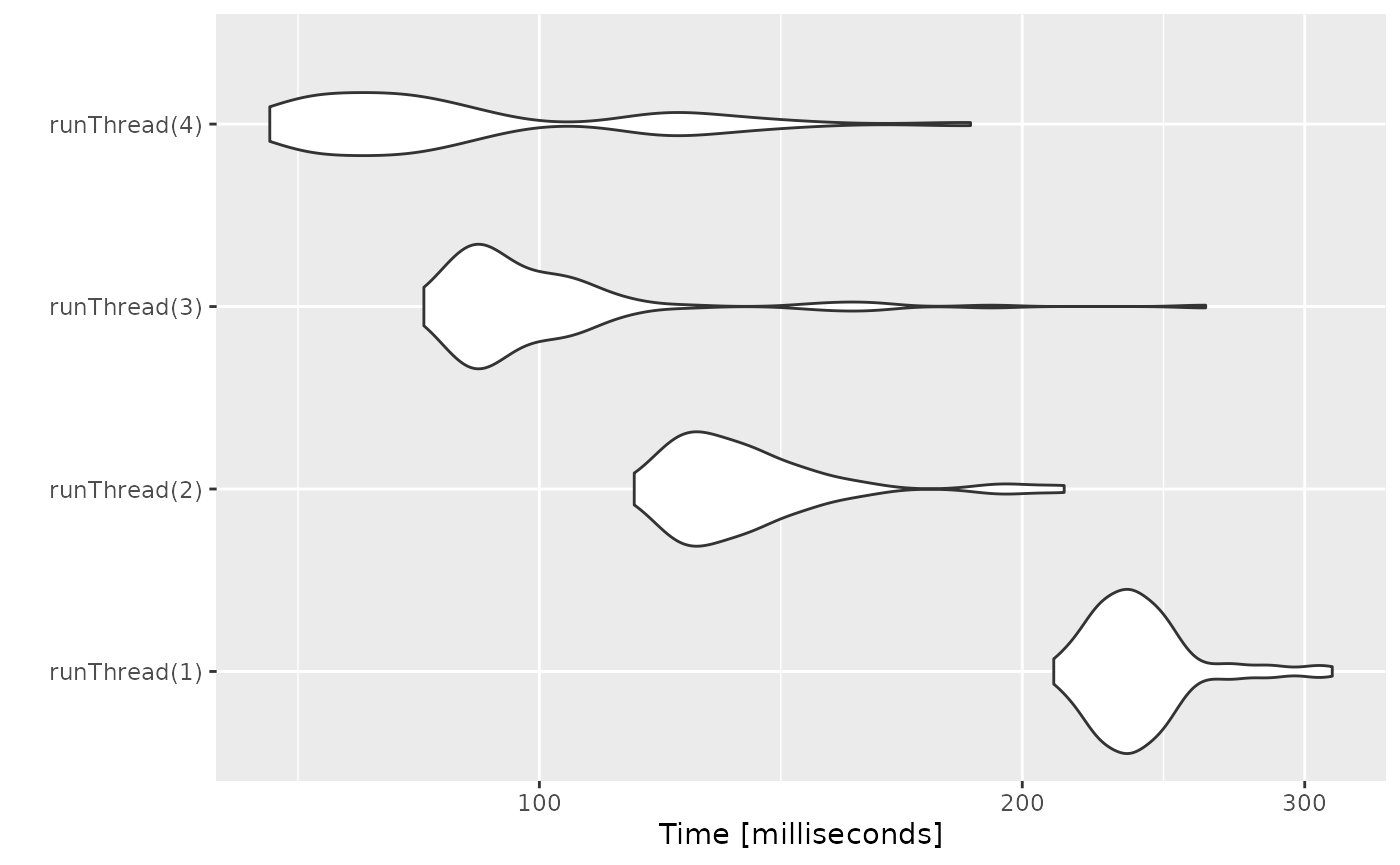 runThread(4)
runThread(3)
runThread(2)
runThread(1)
100 200 300
Time [milliseconds]